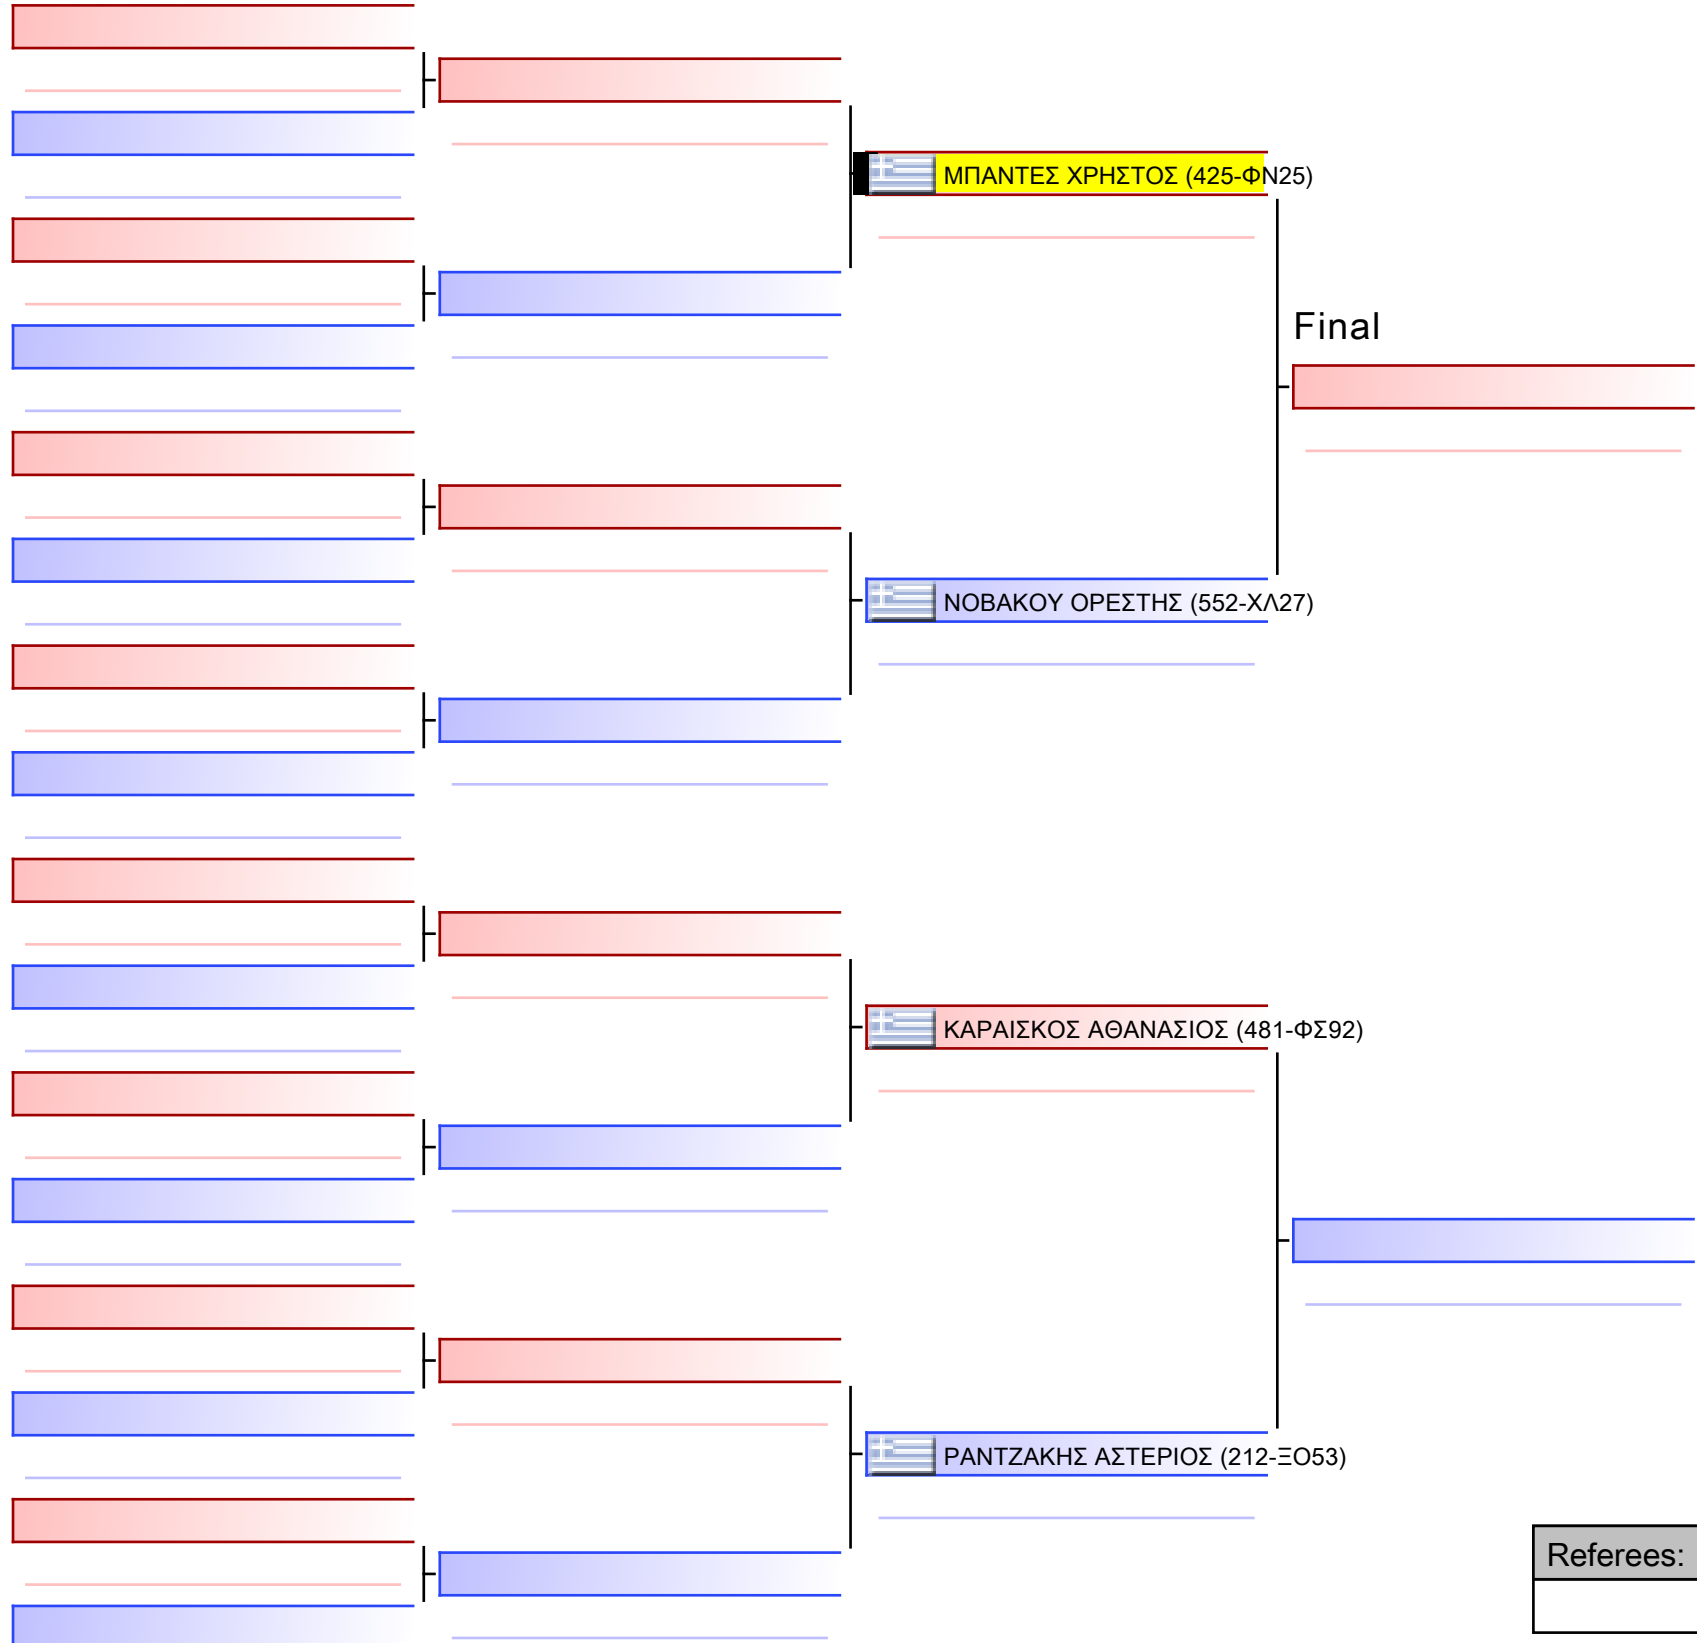 ΜΠΑΝΤΕΣ ΧΡΗΣΤΟΣ (425-ΦΝ25)
Final
ΝΟΒΑΚΟΥ ΟΡΕΣΤΗΣ (552-ΧΛ27)
ΚΑΡΑΙΣΚΟΣ ΑΘΑΝΑΣΙΟΣ (481-ΦΣ92)
ΡΑΝΤΖΑΚΗΣ ΑΣΤΕΡΙΟΣ (212-ΞΟ53)
Referees: